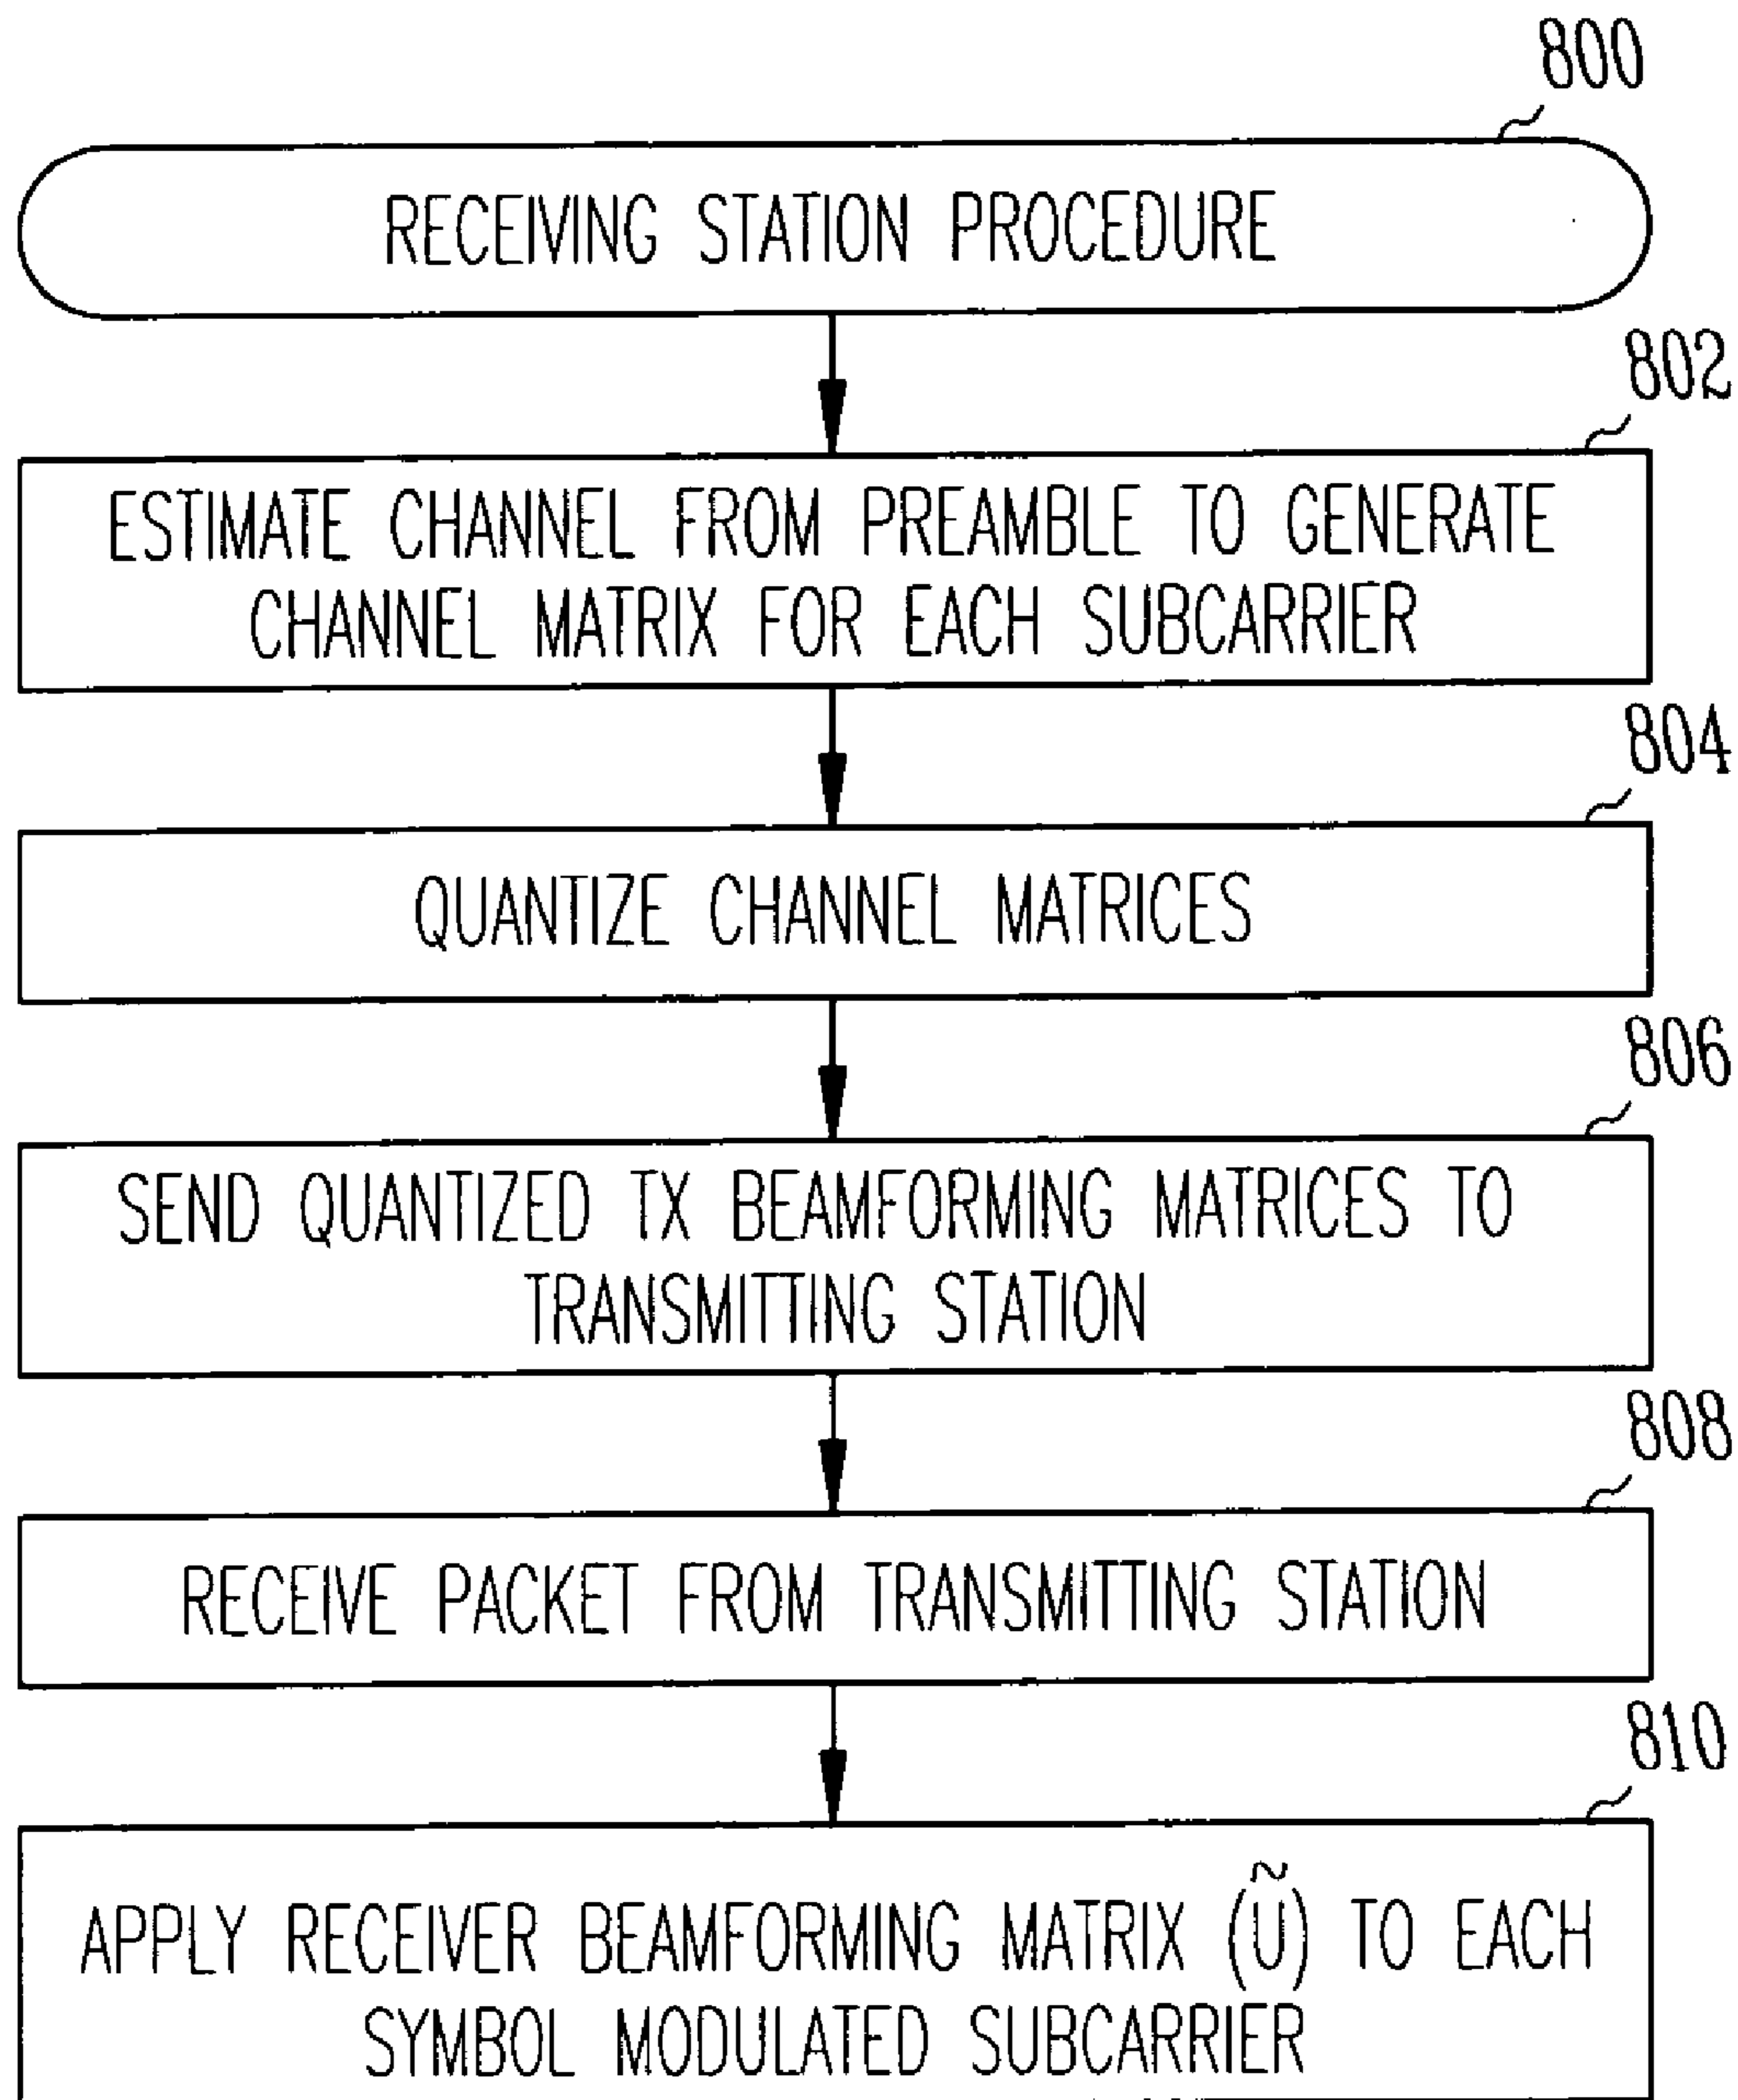 800
RECEIVING STATION PROCEDURE
802
ESTIMATE CHANNEL FROM PREAMBLE TO GENERATE
CHANNEL MATRIX FOR EACH SUBCARRIER
804
QUANTIZE CHANNEL MATRICES
806
SEND QUANTIZED TX BEAMFORMING MATRICES TO
TRANSMITTING STATION
808
RECEIVE PACKET FROM TRANSMITTING STATION
810
APPLY RECEIVER BEAMFORMING MATRIX (Ũ) TO EACH
SYMBOL MODULATED SUBCARRIER